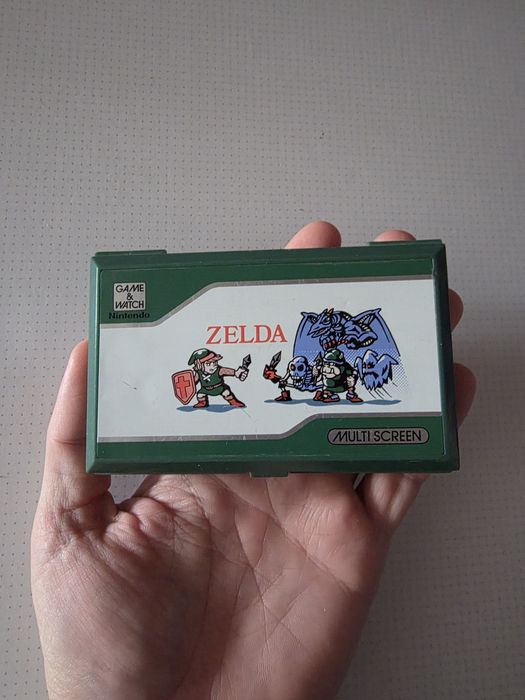 GAME
&
WATCH
Nintendo
ZELDA
MULTI SCREEN